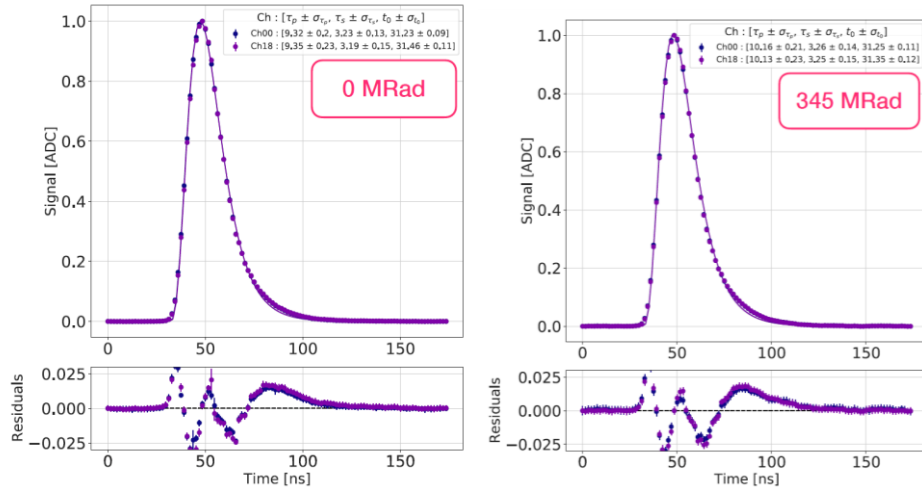 Ch : [τp ± στp, τs ± στs, t0 ± σt0]
Ch00 : [9,32 ± 0.2, 3,23 ± 0.13, 31,23 ± 0.09]
Ch18 : [9,35 ± 0.23, 3,19 ± 0.15, 31,46 ± 0.11]
0 MRad
Signal [ADC]
1.0
0.8
0.6
0.4
0.2
0.0
0
50
100
150
Residuals
0.025
0.000
−0.025
0
50
100
150
Time [ns]
Ch : [τp ± στp, τs ± στs, t0 ± σt0]
Ch00 : [10,16 ± 0.21, 3,26 ± 0.14, 31,25 ± 0.11]
Ch18 : [10,13 ± 0.23, 3,25 ± 0.15, 31,35 ± 0.12]
345 MRad
Signal [ADC]
1.0
0.8
0.6
0.4
0.2
0.0
0
50
100
150
Residuals
0.025
0.000
−0.025
0
50
100
150
Time [ns]